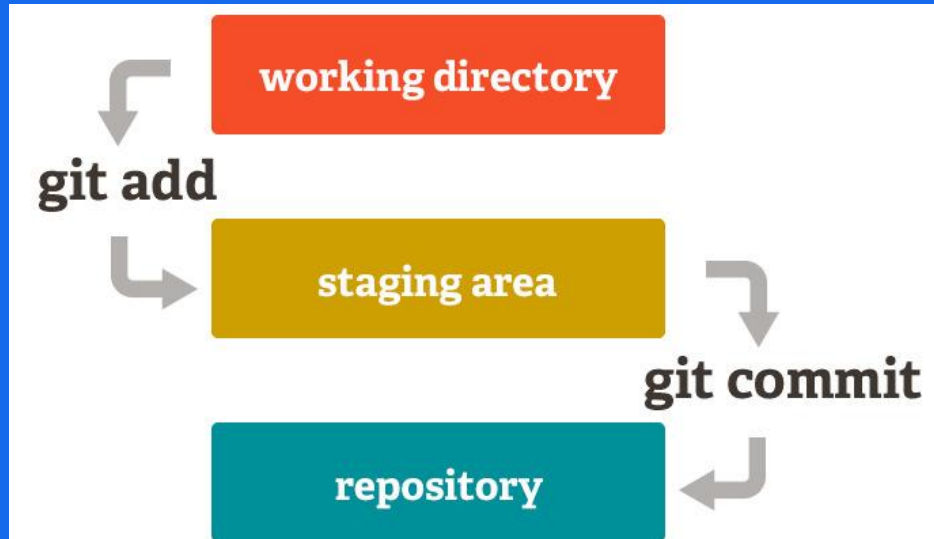 working directory
git add
staging area
git commit
repository